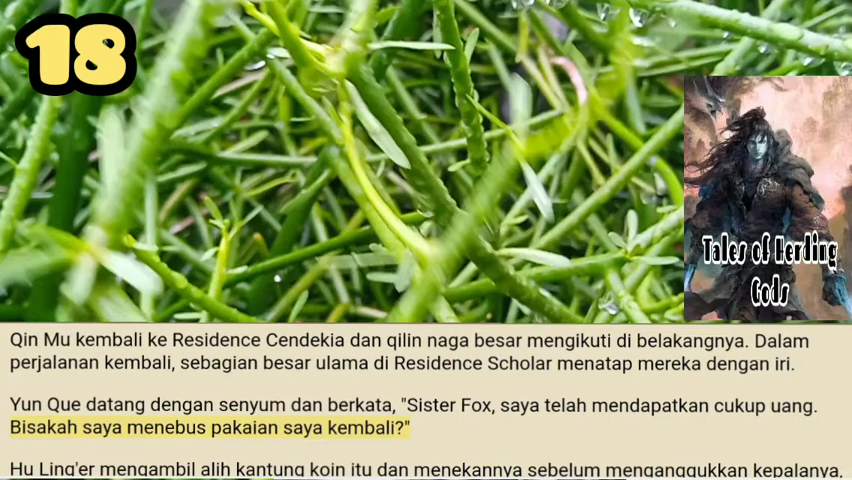 18
Tales of Herding
Gods
Qin Mu kembali ke Residence Cendekia dan qilin naga besar mengikuti di belakangnya. Dalam
perjalanan kembali, sebagian besar ulama di Residence Scholar menatap mereka dengan iri.
Yun Que datang dengan senyum dan berkata, "Sister Fox, saya telah mendapatkan cukup uang.
Bisakah saya menebus pakaian saya kembali?"
Hu Ling'er mengambil alih kantung koin itu dan menekannya sebelum menganggukkan kepalanya,